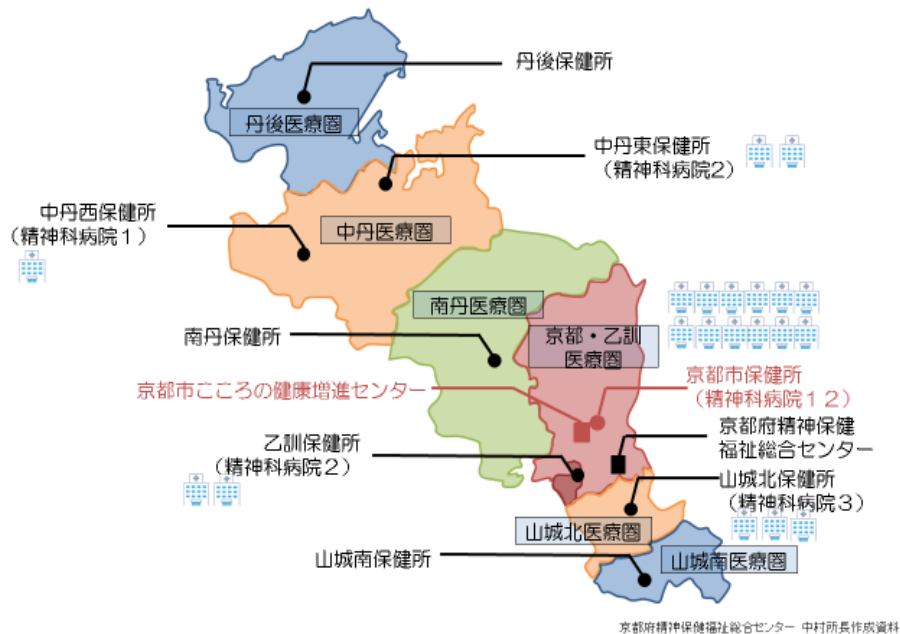 丹後保健所
丹後医療圏
中丹東保健所
（精神科病院2）
中丹西保健所
（精神科病院1）
中丹医療圏
南丹医療圏
南丹保健所
京都・乙訓
医療圏
京都市こころの健康増進センター
京都市保健所
（精神科病院12）
京都府精神保健
福祉総合センター
乙訓保健所
（精神科病院2）
山城北保健所
（精神科病院3）
山城北医療圏
山城南保健所
山城南医療圏
京都府精神保健福祉総合センター 中村所長作成資料